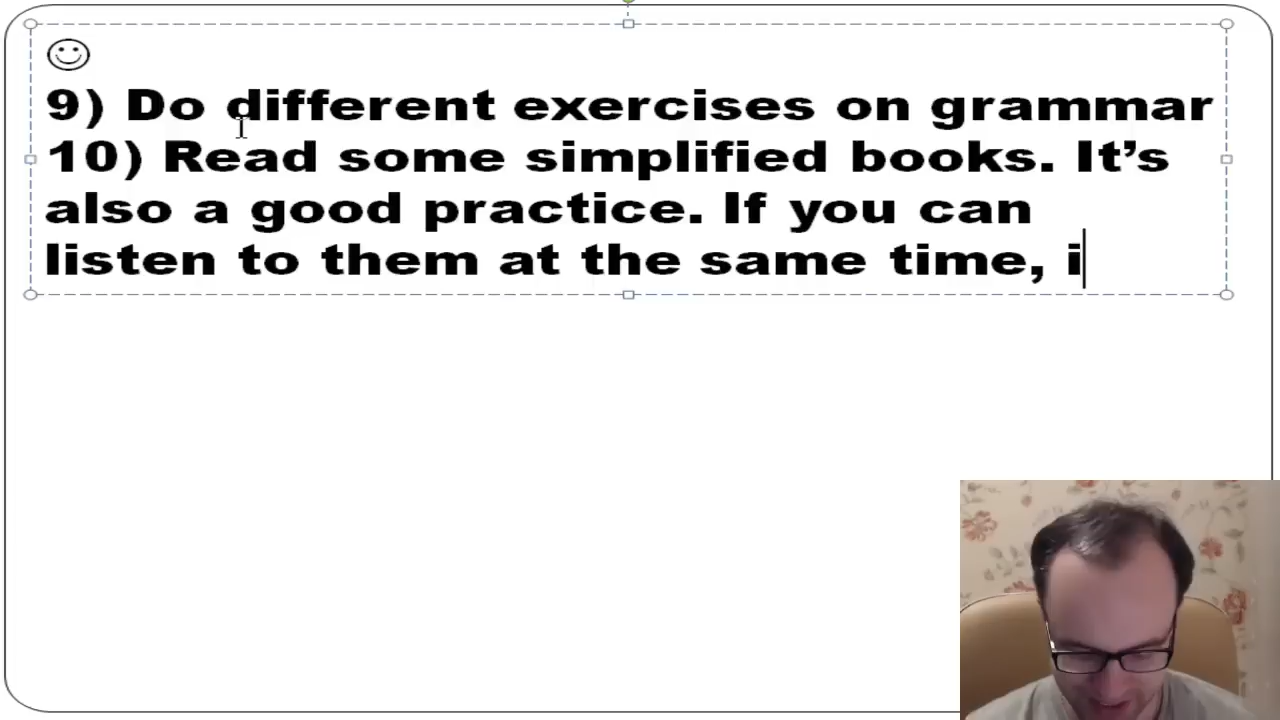 ☺
9) Do different exercises on grammar
10) Read some simplified books. It’s
also a good practice. If you can
listen to them at the same time, i